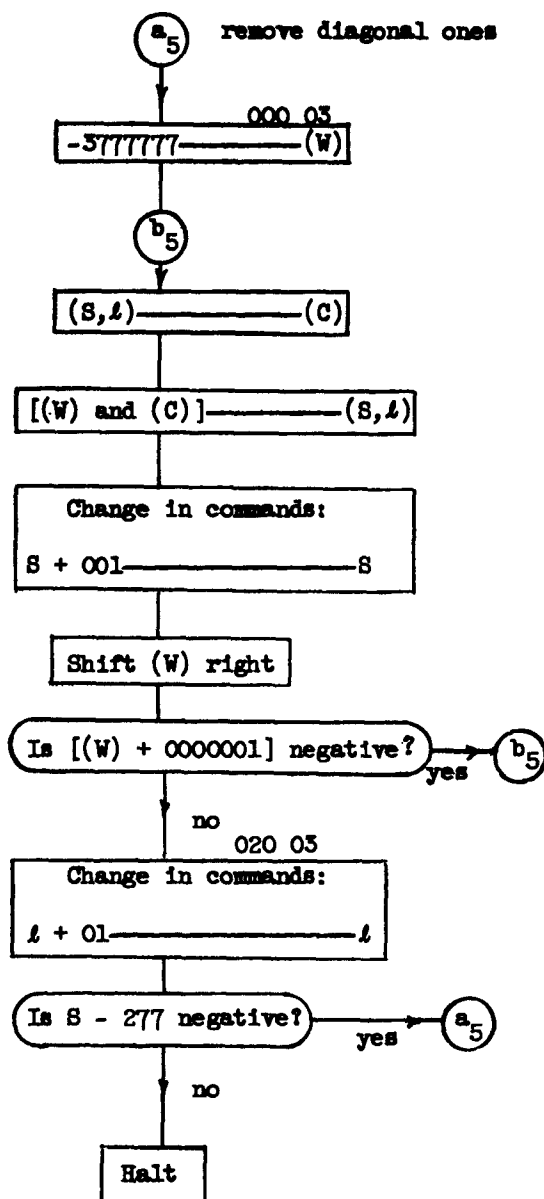 a5 remove diagonal ones
000 03
-3777777 (W)
b5
(S,ℓ) (C)
[(W) and (C)] (S,ℓ)
Change in commands:
S + 001 S
Shift (W) right
Is [(W) + 0000001] negative?
yes b5
no
020 03
Change in commands:
ℓ + 01 ℓ
Is S - 277 negative?
yes a5
no
Halt